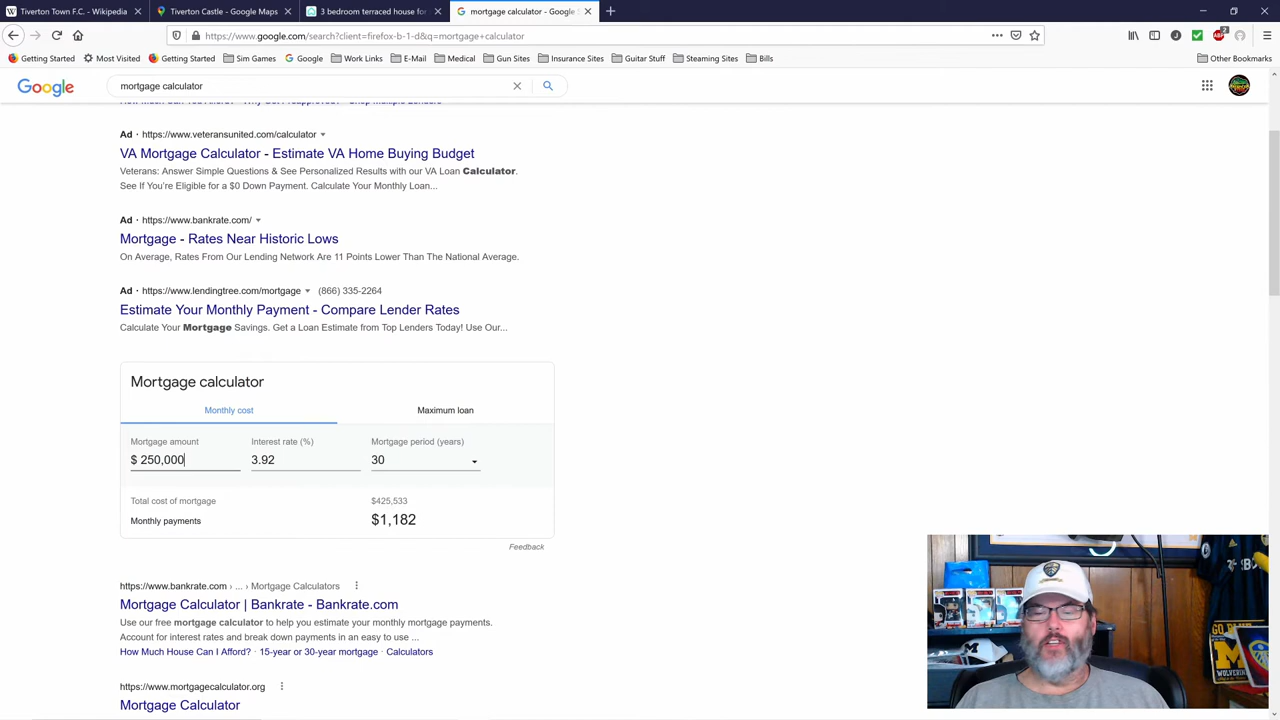 Tiverton Town F.C. - Wikipedia
Tiverton Castle - Google Maps
3 bedroom terraced house for
mortgage calculator - Google
https://www.google.com/search?client=firefox-b-1-d&q=mortgage+calculator
Getting Started
Most Visited
Getting Started
Sim Games
Google
Work Links
E-Mail
Medical
Gun Sites
Insurance Sites
Guitar Stuff
Steaming Sites
Bills
Other Bookmarks
Google
mortgage calculator
Ad · https://www.veteransunited.com/calculator
VA Mortgage Calculator - Estimate VA Home Buying Budget
Veterans: Answer Simple Questions & See Personalized Results with our VA Loan Calculator.
See If You're Eligible for a $0 Down Payment. Calculate Your Monthly Loan...
Ad · https://www.bankrate.com/
Mortgage - Rates Near Historic Lows
On Average, Rates From Our Lending Network Are 11 Points Lower Than The National Average.
Ad · https://www.lendingtree.com/mortgage (866) 335-2264
Estimate Your Monthly Payment - Compare Lender Rates
Calculate Your Mortgage Savings. Get a Loan Estimate from Top Lenders Today! Use Our...
Mortgage calculator
Monthly cost
Maximum loan
Mortgage amount
Interest rate (%)
Mortgage period (years)
$ 250,000
3.92
30
Total cost of mortgage
$425,533
Monthly payments
$1,182
Feedback
https://www.bankrate.com › ... › Mortgage Calculators
Mortgage Calculator | Bankrate - Bankrate.com
Use our free mortgage calculator to help you estimate your monthly mortgage payments.
Account for interest rates and break down payments in an easy to use ...
How Much House Can I Afford? · 15-year or 30-year mortgage · Calculators
https://www.mortgagecalculator.org
Mortgage Calculator
GO BLUE
M
WOLVERINES